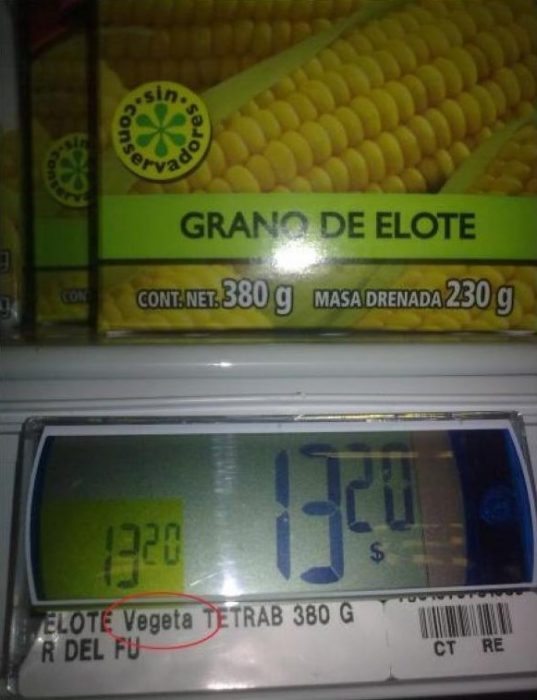 sin conservadores
GRANO DE ELOTE
CONT. NET. 380 g MASA DRENADA 230 g
13 20
13 20
$
ELOTE Vegeta TETRAB 380 G
R DEL FU
CT RE